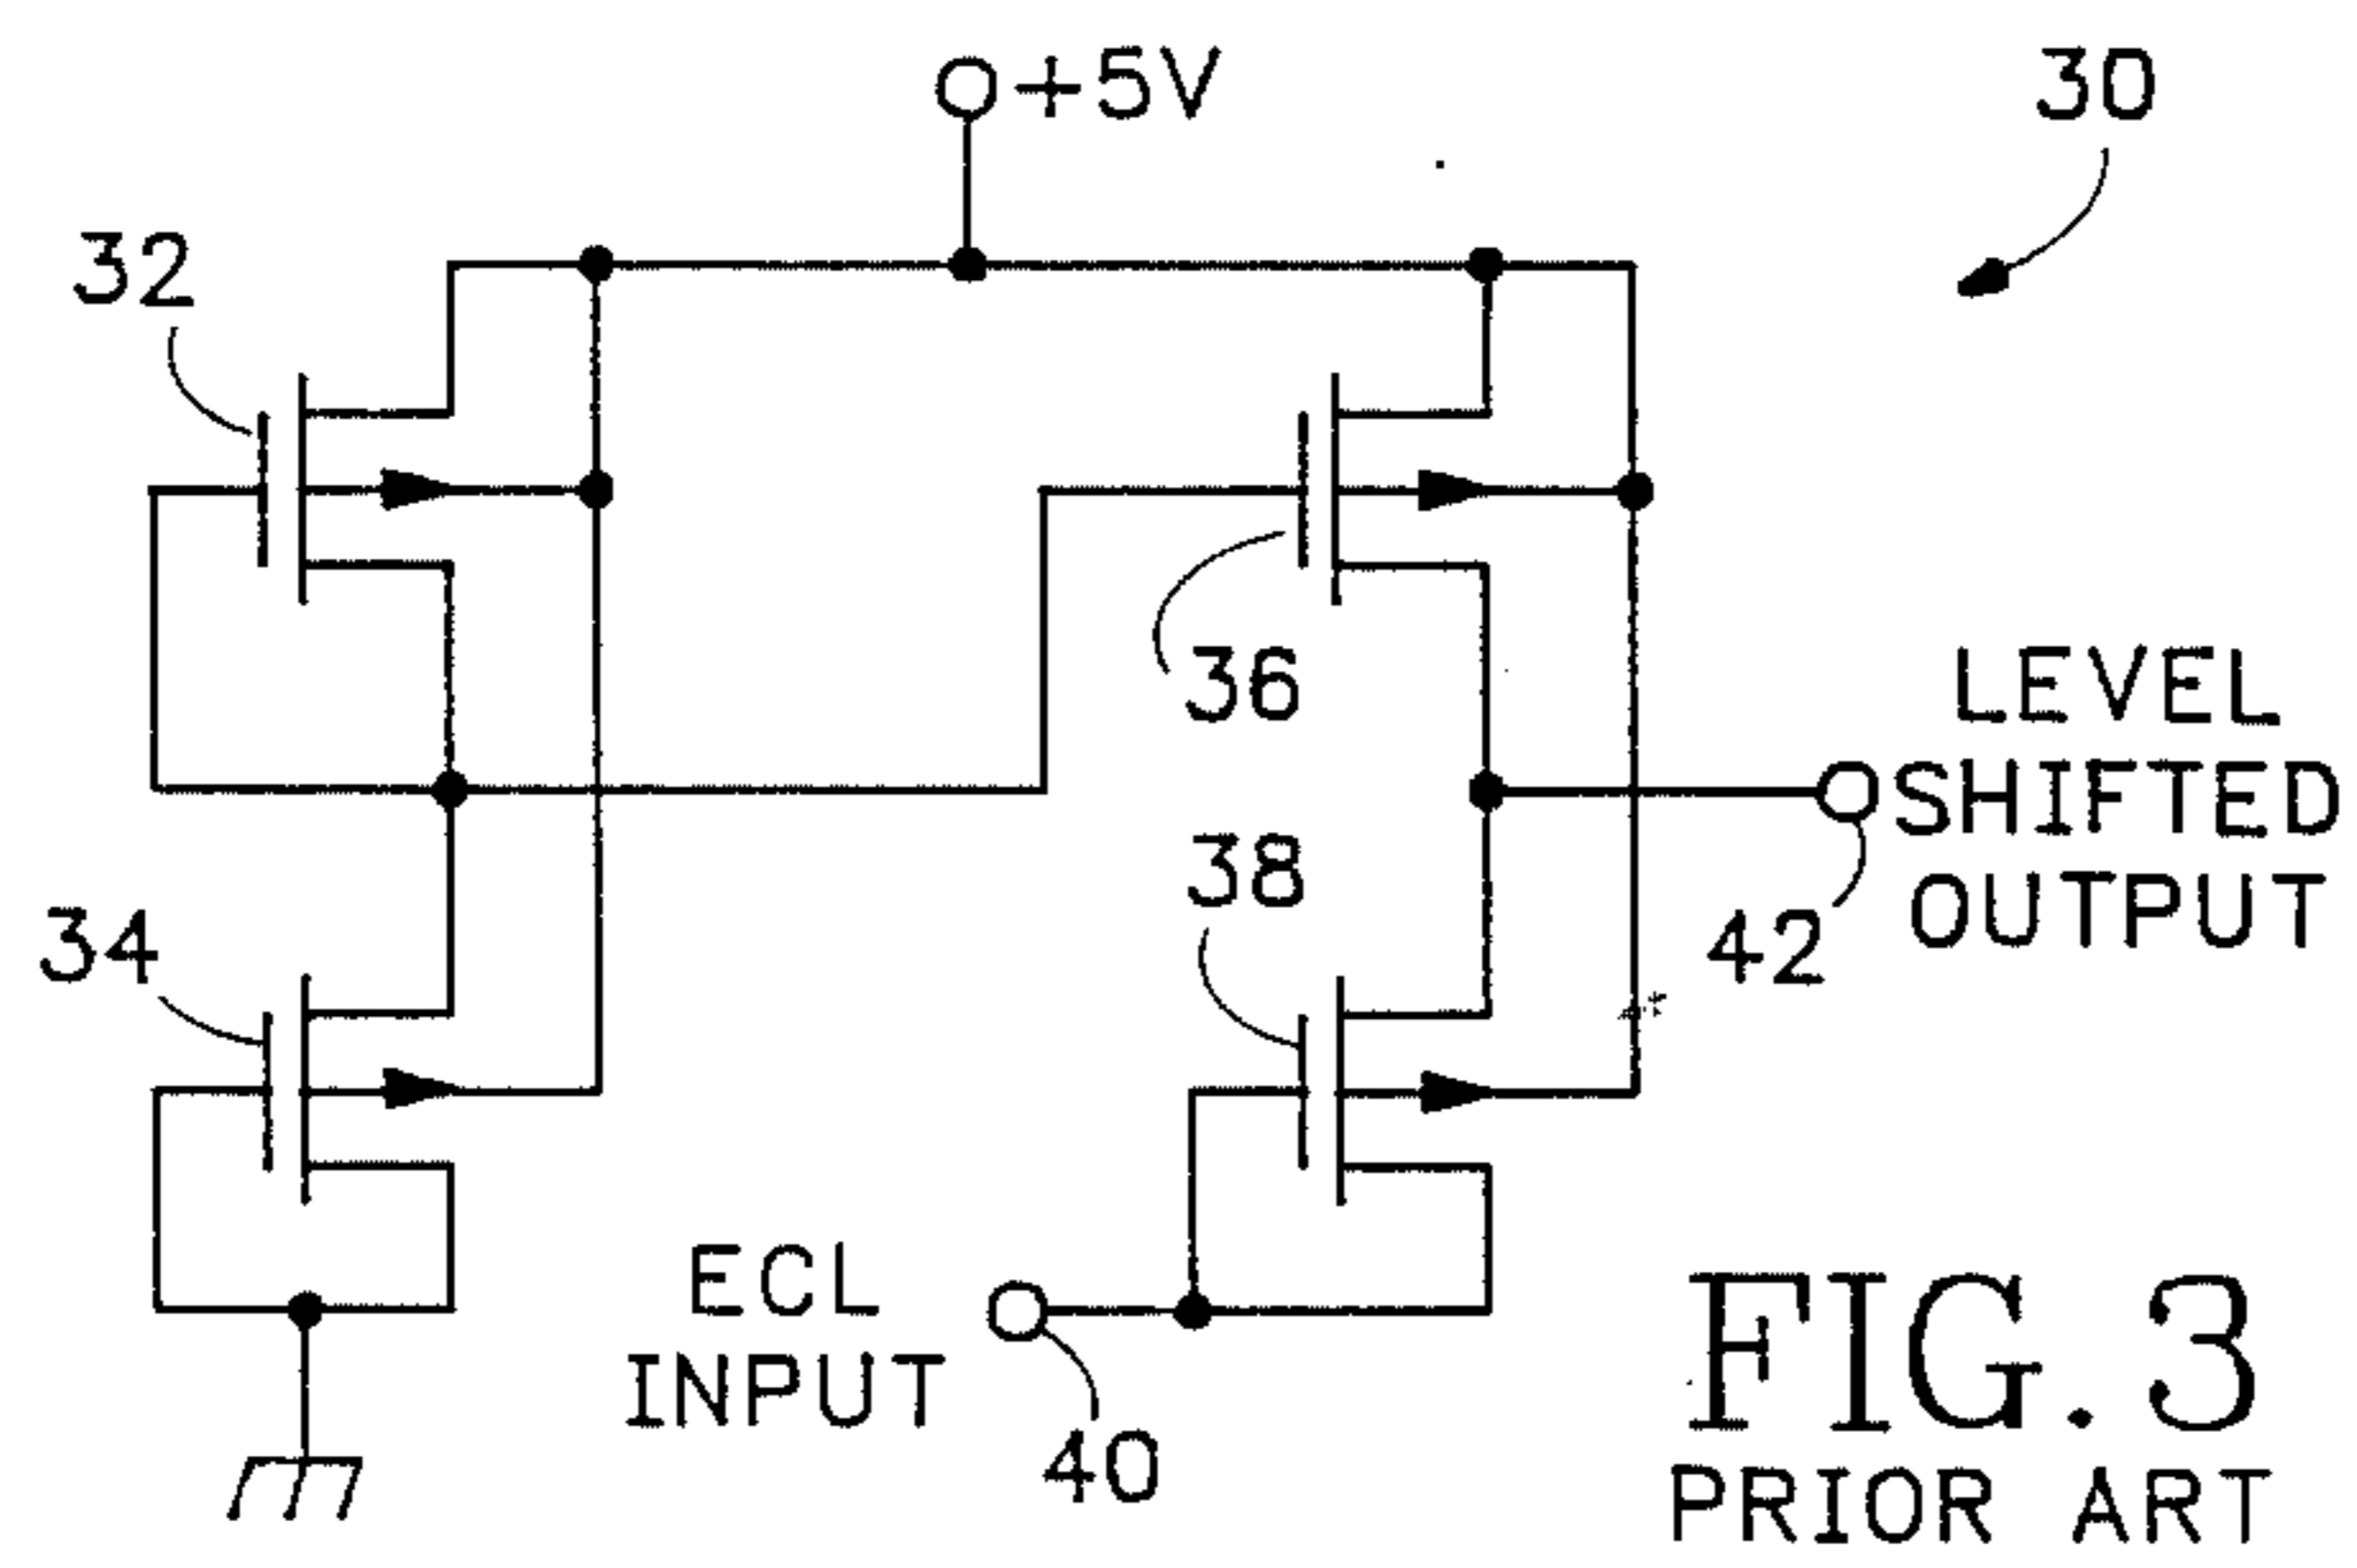 +5V
30
32
36
LEVEL
SHIFTED
OUTPUT
38
34
42
ECL
INPUT
40
FIG. 3
PRIOR ART